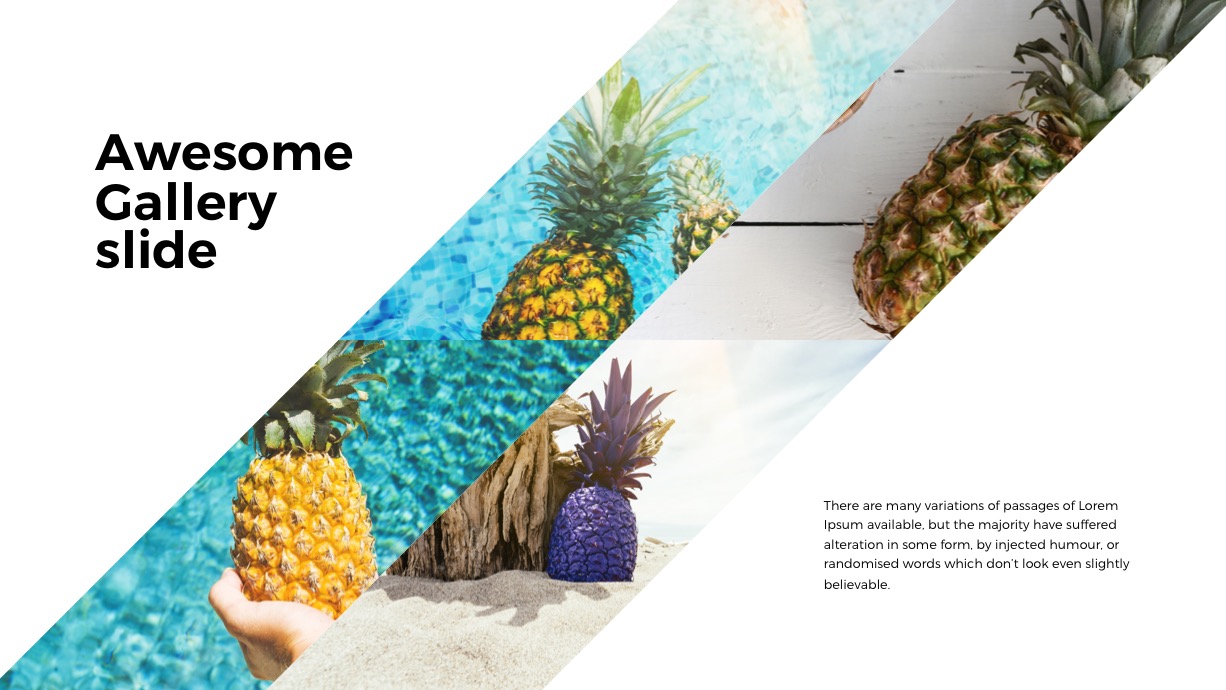 Awesome
Gallery
slide
There are many variations of passages of Lorem
Ipsum available, but the majority have suffered
alteration in some form, by injected humour, or
randomised words which don't look even slightly
believable.